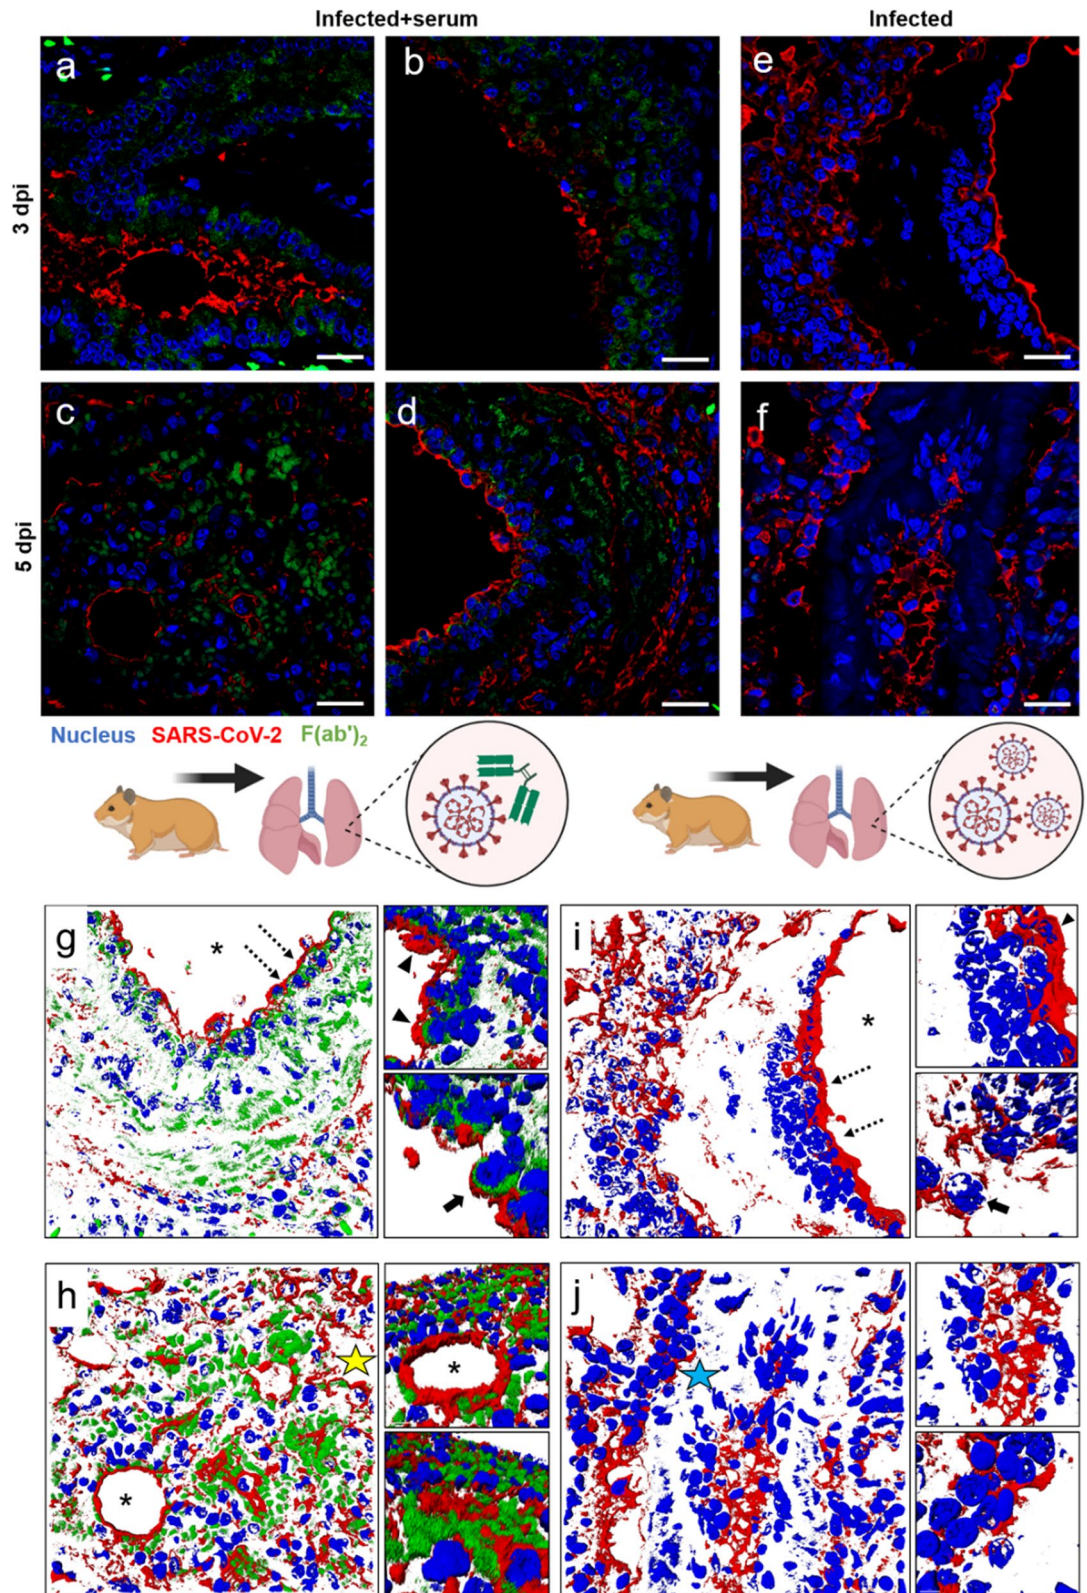 Infected+serum Infected
a b e
3 dpi
c d f
5 dpi
Nucleus SARS-CoV-2 F(ab')₂
g i
* *
h j
* *